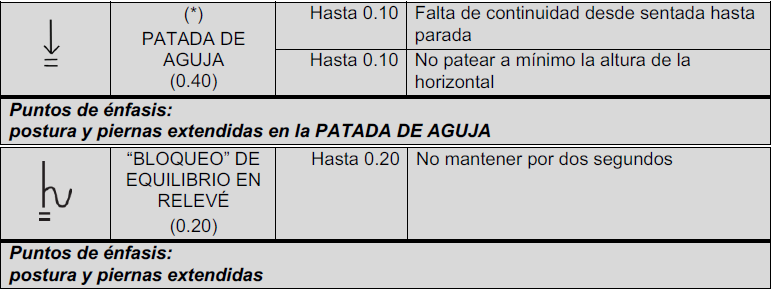 (*)
PATADA DE
AGUJA
(0.40)
Hasta 0.10
Falta de continuidad desde sentada hasta
parada
Hasta 0.10
No patear a mínimo la altura de la
horizontal
Puntos de énfasis:
postura y piernas extendidas en la PATADA DE AGUJA
“BLOQUEO” DE
EQUILIBRIO EN
RELEVÉ
(0.20)
Hasta 0.20
No mantener por dos segundos
Puntos de énfasis:
postura y piernas extendidas